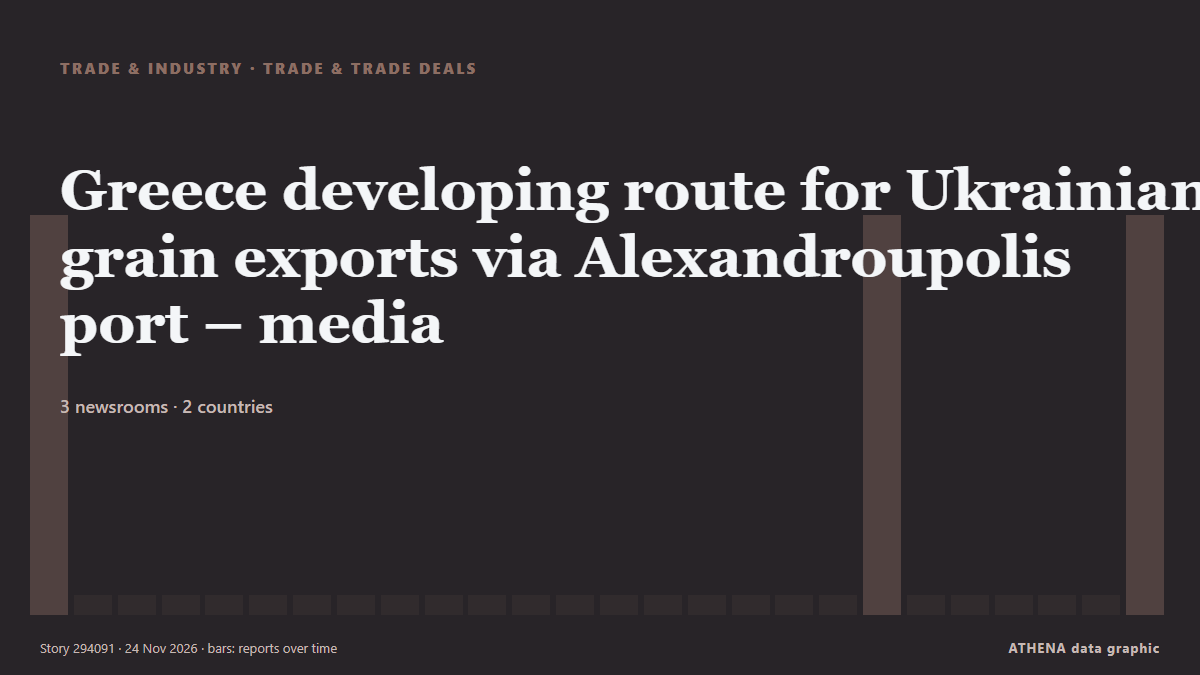 TRADE & INDUSTRY · TRADE & TRADE DEALS
Greece developing route for Ukrainian
grain exports via Alexandroupolis
port – media
3 newsrooms · 2 countries
Story 294091 · 24 Nov 2026 · bars: reports over time
ATHENA data graphic